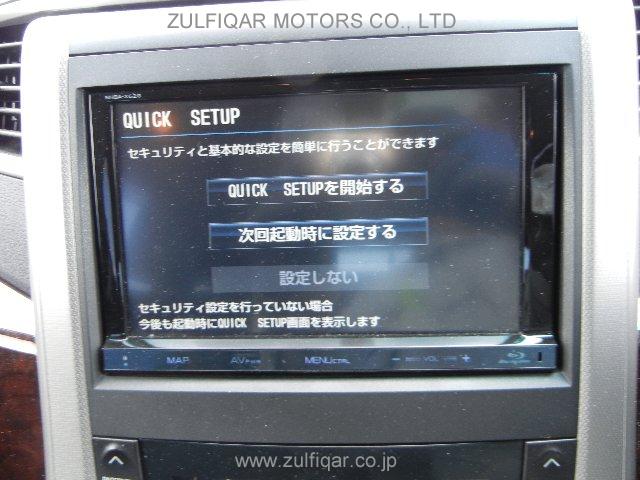 ZULFIQAR MOTORS CO., LTD
QUICK SETUP
セキュリティと基本的な設定を簡単に行うことができます
QUICK SETUPを開始する
次回起動時に設定する
設定しない
セキュリティ設定を行っていない場合
今後も起動時にQUICK SETUP画面を表示します
MAP AV MENU CTRL − VOL +
www.zulfiqar.co.jp